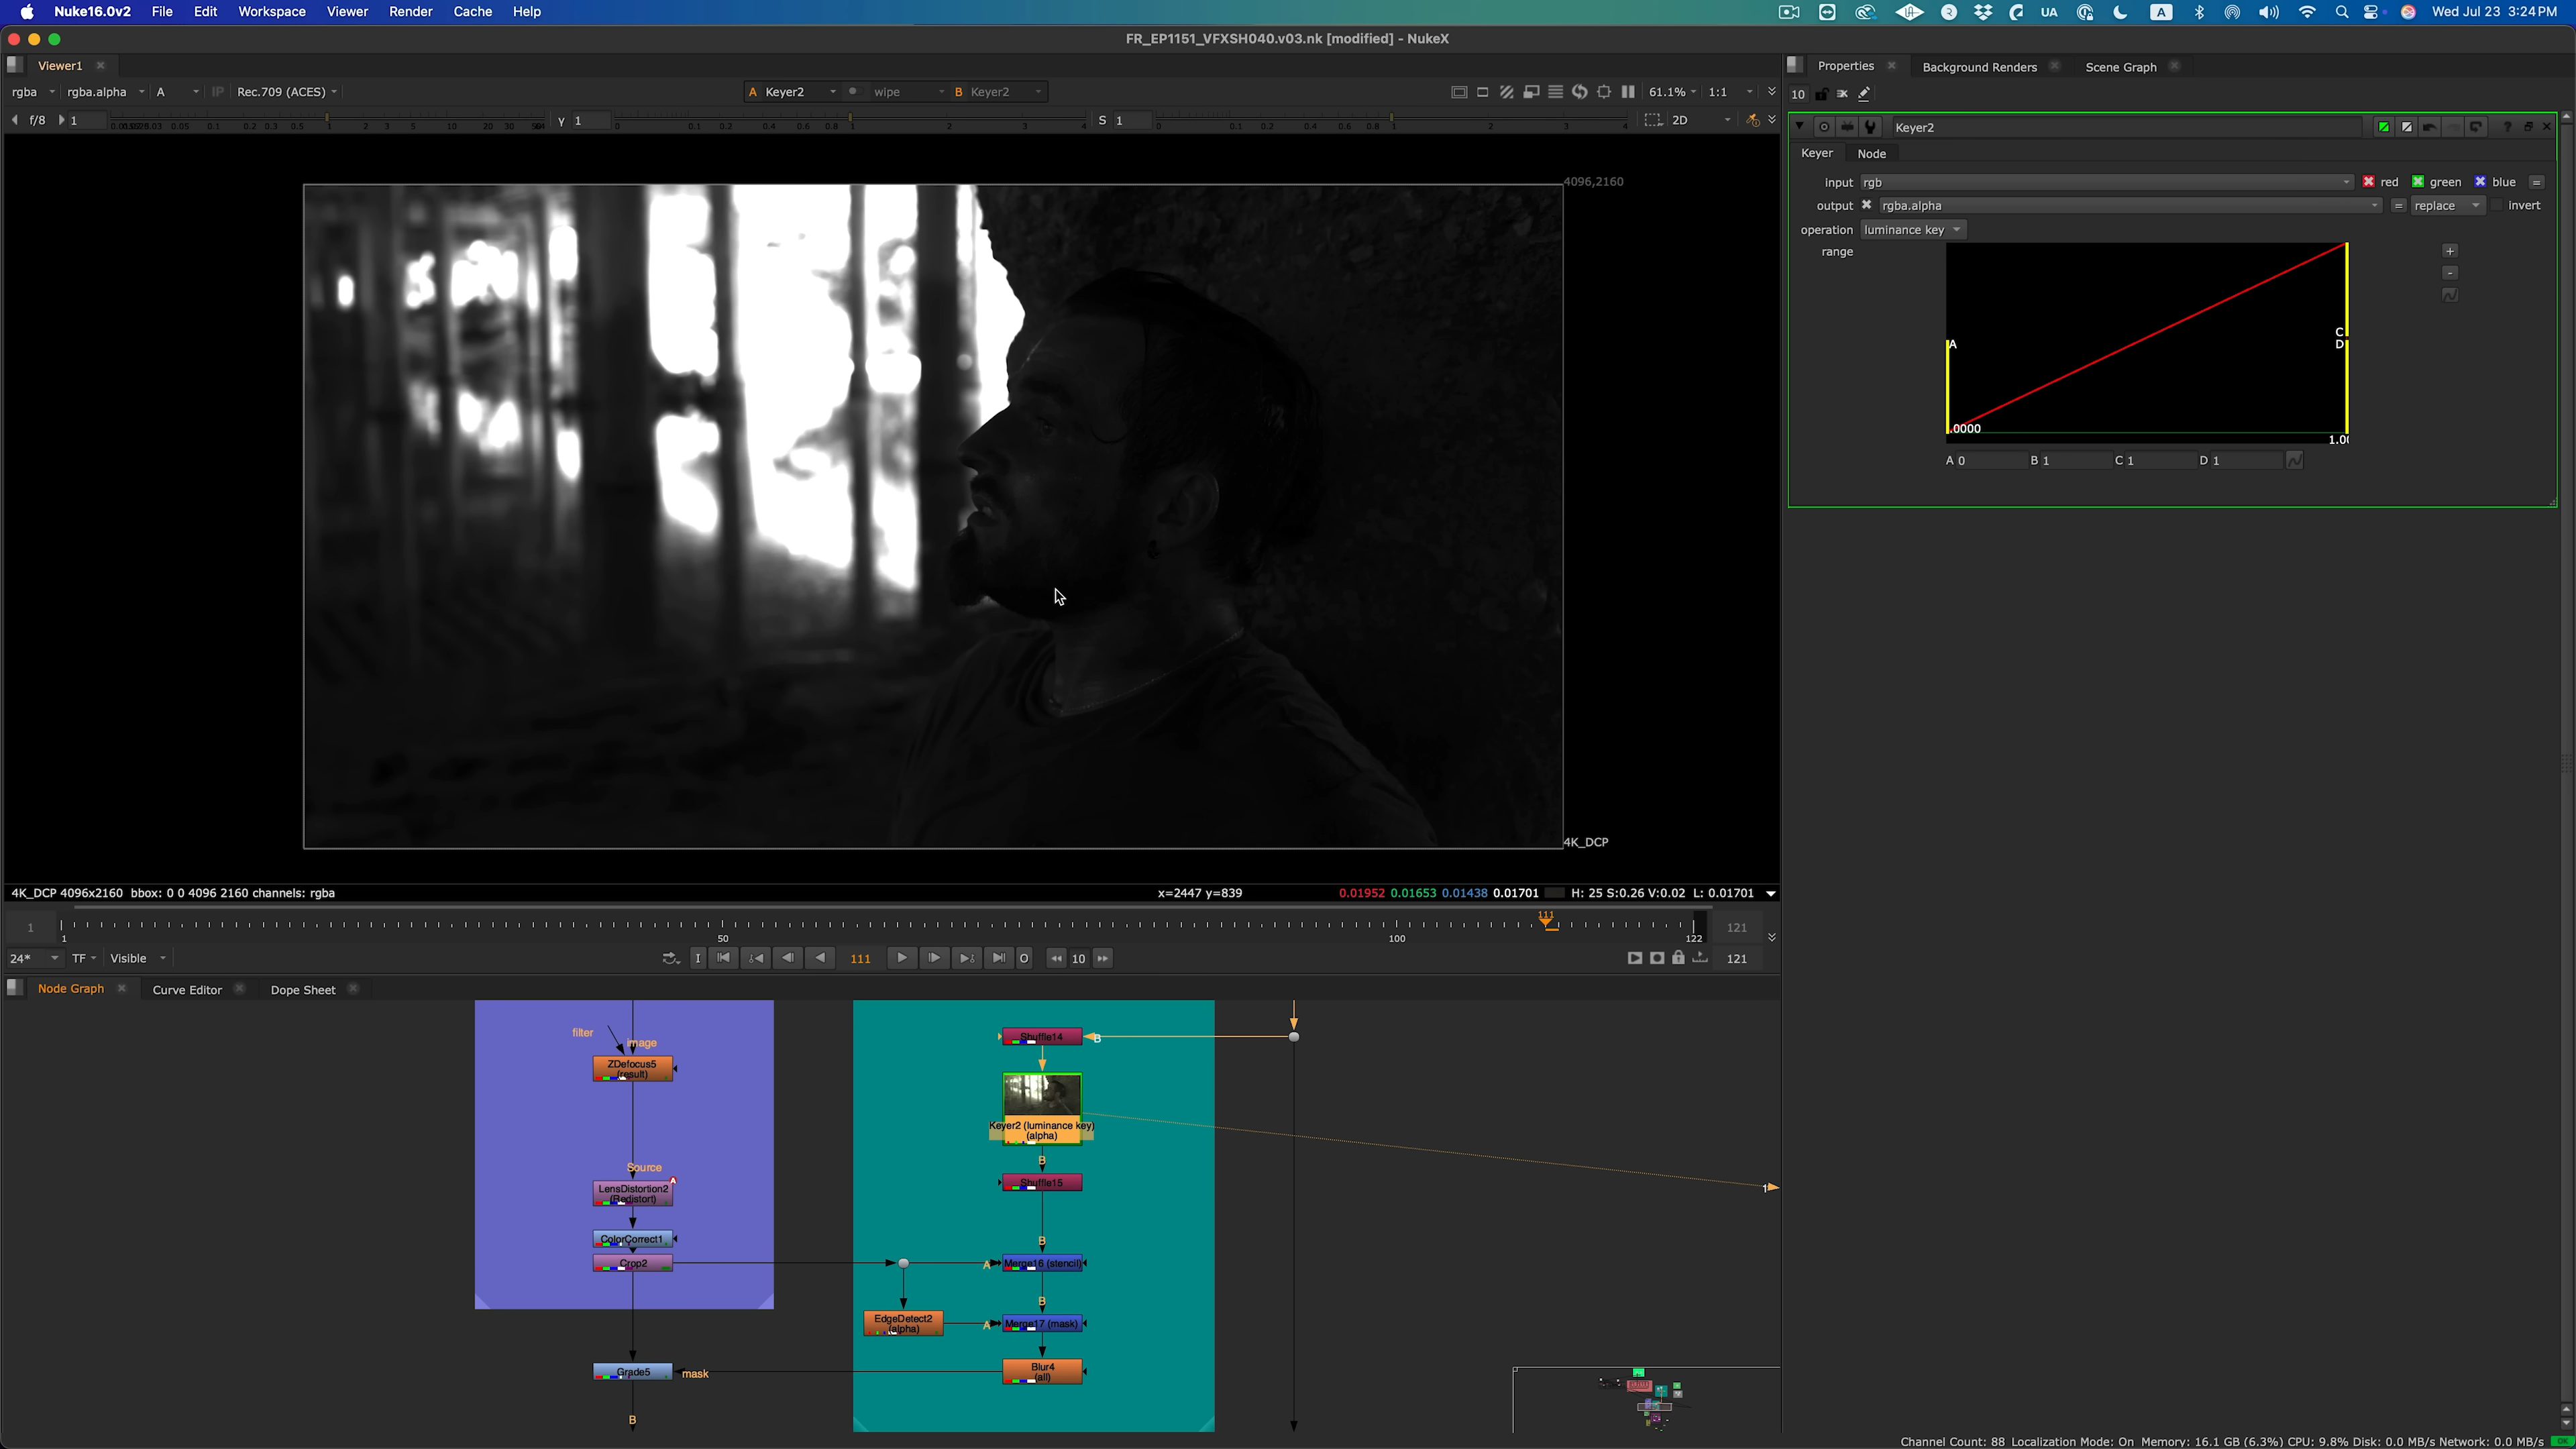 Nuke16.0v2 File Edit Workspace Viewer Render Cache Help UA A Wed Jul 23 3:24 PM
FR_EP1151_VFXSH040.v03.nk [modified] - NukeX
Viewer1
rgba rgba.alpha A IP Rec.709 (ACES) A Keyer2 wipe B Keyer2 61.1% 1:1
f/8 1 γ 1 S 1 2D
4096,2160
4K_DCP
4K_DCP 4096x2160 bbox: 0 0 4096 2160 channels: rgba x=2447 y=839 0.01952 0.01653 0.01438 0.01701 H: 25 S:0.26 V:0.02 L: 0.01701
1 1 50 100 111 122 121
24* TF Visible I 111 O 10 121
Node Graph Curve Editor Dope Sheet
filter
image
ZDefocus5
(result)
Source
LensDistortion2
(Redistort)
A
ColorCorrect1
Crop2
Grade5
mask
B
Shuffle14
B
Keyer2 (luminance key)
(alpha)
B
Shuffle15
B
A
Merge16 (stencil)
B
EdgeDetect2
(alpha)
A
Merge17 (mask)
Blur4
(all)
1
Properties Background Renders Scene Graph
10
Keyer2
Keyer Node
input rgb red green blue =
output rgba.alpha = replace invert
operation luminance key
range
+
-
A
C
D
.0000
A 0 B 1 C 1 D 1
Channel Count: 88 Localization Mode: On Memory: 16.1 GB (6.3%) CPU: 9.8% Disk: 0.0 MB/s Network: 0.0 MB/s